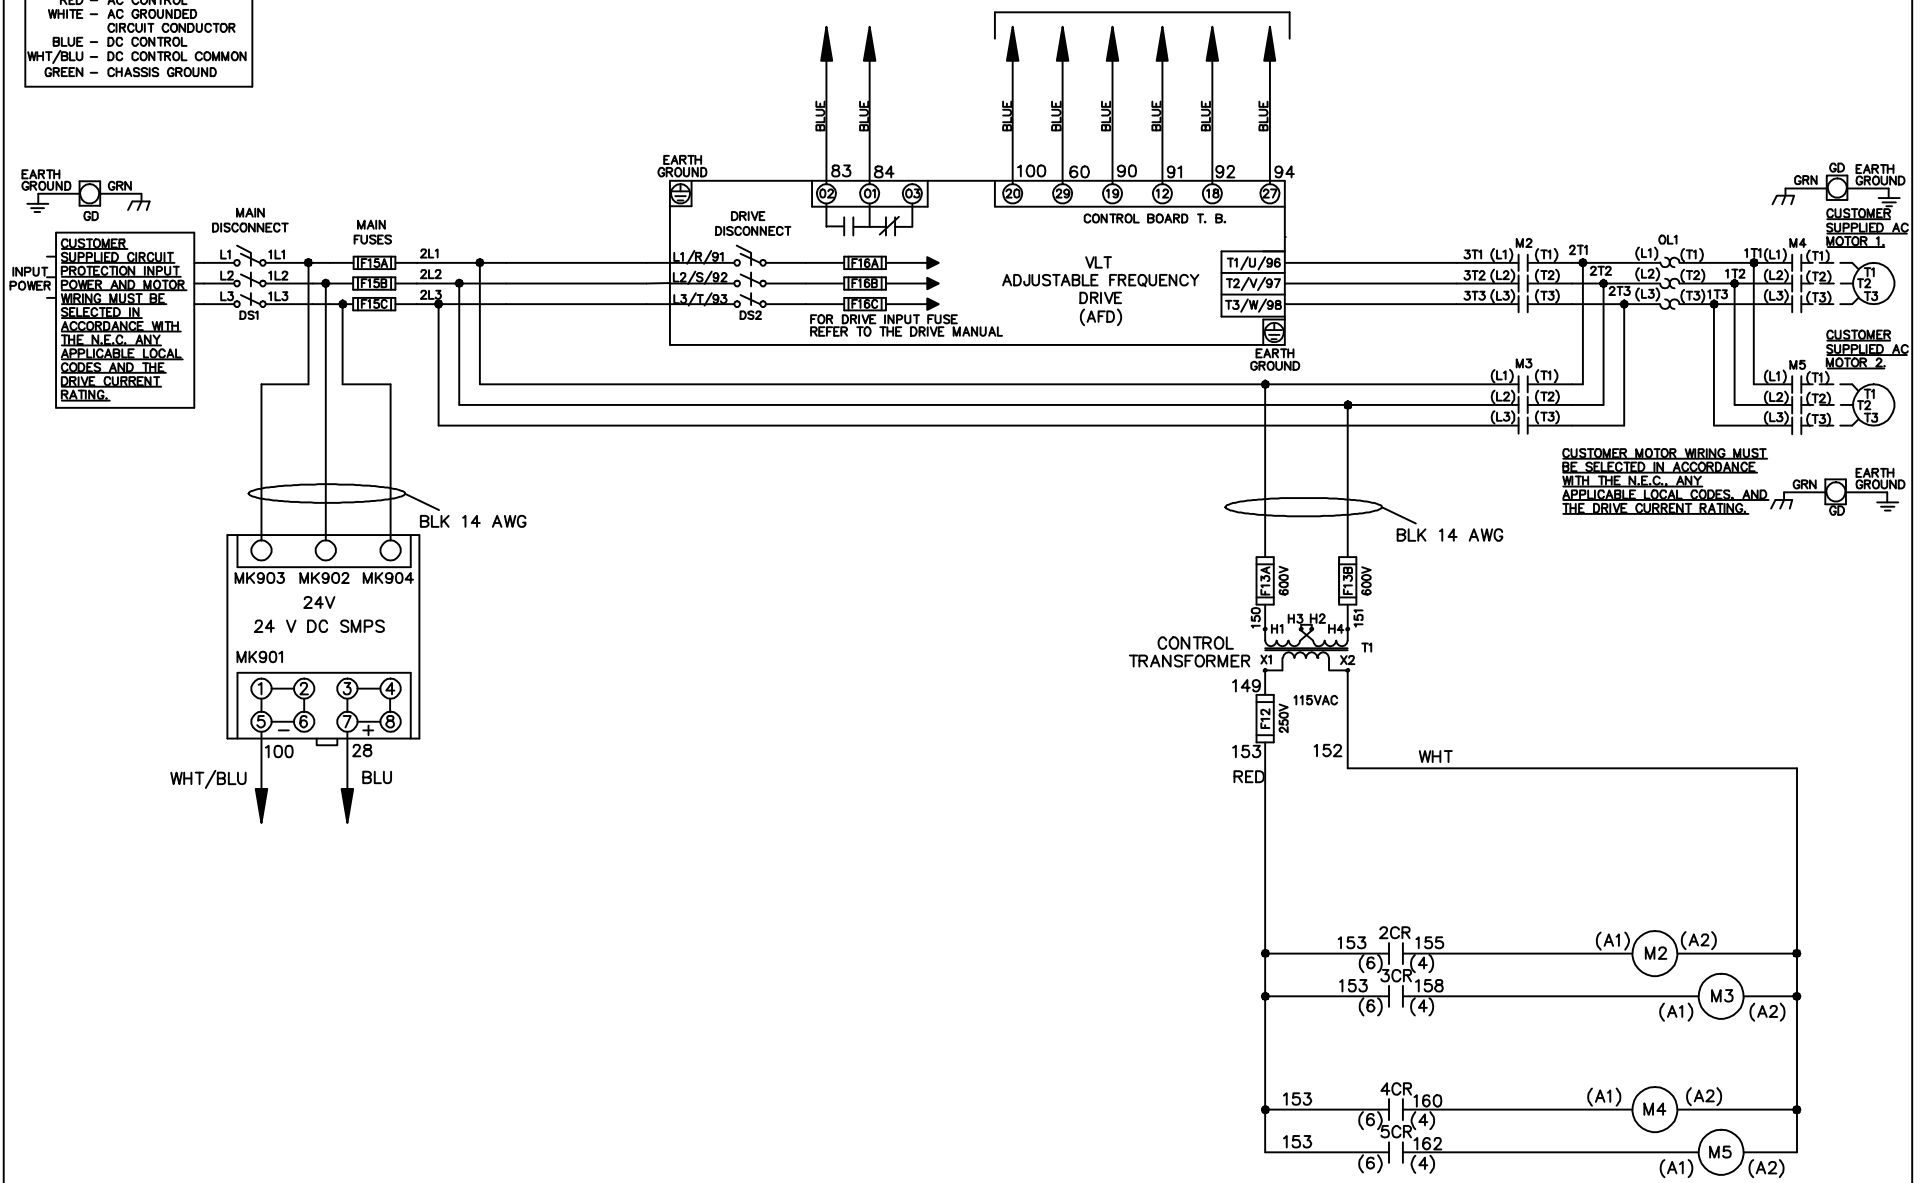 RED – AC CONTROL
WHITE – AC GROUNDED
CIRCUIT CONDUCTOR
BLUE – DC CONTROL
WHT/BLU – DC CONTROL COMMON
GREEN – CHASSIS GROUND
BLUE
BLUE
BLUE
BLUE
BLUE
BLUE
BLUE
BLUE
EARTH
GROUND
GRN
GD
EARTH
GROUND
83
84
100
60
90
91
92
94
02
01
03
20
29
19
12
18
27
CONTROL BOARD T. B.
GD
EARTH
GROUND
GRN
CUSTOMER
SUPPLIED AC
MOTOR 1.
INPUT
POWER
CUSTOMER
SUPPLIED CIRCUIT
PROTECTION INPUT
POWER AND MOTOR
WIRING MUST BE
SELECTED IN
ACCORDANCE WITH
THE N.E.C. ANY
APPLICABLE LOCAL
CODES AND THE
DRIVE CURRENT
RATING.
MAIN
DISCONNECT
L1
1L1
L2
1L2
L3
1L3
DS1
MAIN
FUSES
F15A
F15B
F15C
2L1
2L2
2L3
DRIVE
DISCONNECT
L1/R/91
L2/S/92
L3/T/93
DS2
F16A
F16B
F16C
FOR DRIVE INPUT FUSE
REFER TO THE DRIVE MANUAL
VLT
ADJUSTABLE FREQUENCY
DRIVE
(AFD)
T1/U/96
T2/V/97
T3/W/98
EARTH
GROUND
M2
3T1 (L1) (T1) 2T1
3T2 (L2) (T2) 2T2
3T3 (L3) (T3) 2T3
OL1
(L1) (T1) 1T1
(L2) (T2) 1T2
(L3) (T3) 1T3
M4
(L1) (T1)
(L2) (T2)
(L3) (T3)
T1
T2
T3
M3
(L1) (T1)
(L2) (T2)
(L3) (T3)
CUSTOMER
SUPPLIED AC
MOTOR 2.
M5
(L1) (T1)
(L2) (T2)
(L3) (T3)
T1
T2
T3
CUSTOMER MOTOR WIRING MUST
BE SELECTED IN ACCORDANCE
WITH THE N.E.C., ANY
APPLICABLE LOCAL CODES, AND
THE DRIVE CURRENT RATING.
GRN
GD
EARTH
GROUND
BLK 14 AWG
BLK 14 AWG
MK903 MK902 MK904
24V
24 V DC SMPS
MK901
1 2 3 4
5 6 7 8
– +
100
28
WHT/BLU
BLU
F13A
600V
F13B
600V
150
151
H1 H3 H2 H4
T1
CONTROL
TRANSFORMER
X1
X2
149
115VAC
F12
250V
153
152
RED
WHT
2CR
153 155
(6) (4)
(A1) M2 (A2)
3CR
153 158
(6) (4)
(A1) M3 (A2)
4CR
153 160
(6) (4)
(A1) M4 (A2)
5CR
153 162
(6) (4)
(A1) M5 (A2)